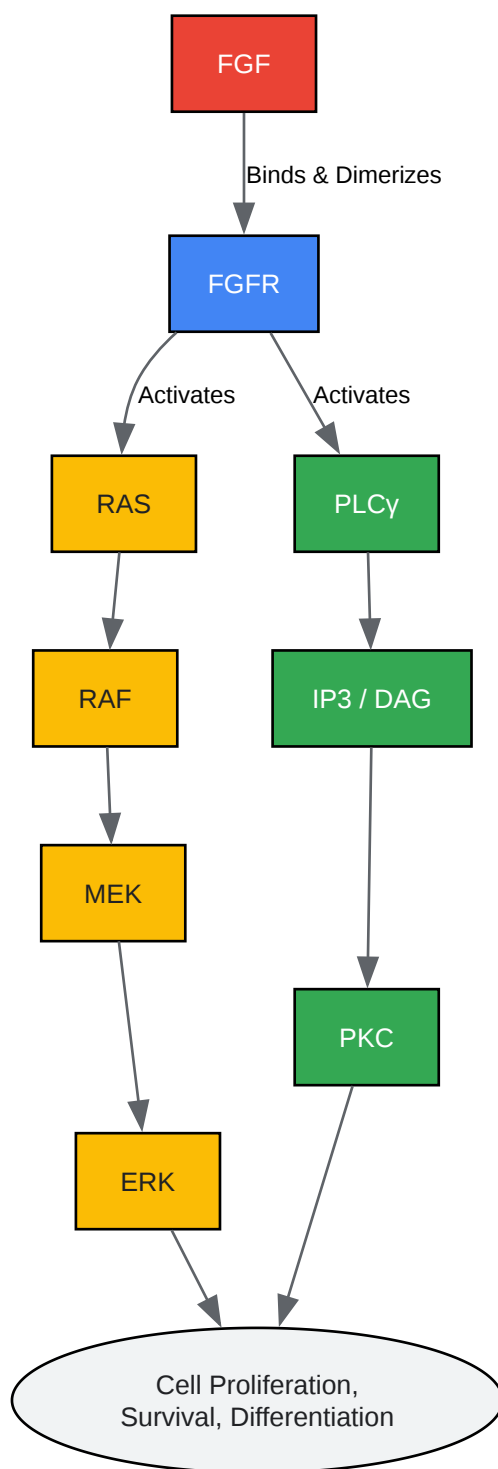 FGF
Binds & Dimerizes
FGFR
Activates
Activates
RAS
PLCγ
RAF
IP3 / DAG
MEK
PKC
ERK
Cell Proliferation,
Survival, Differentiation